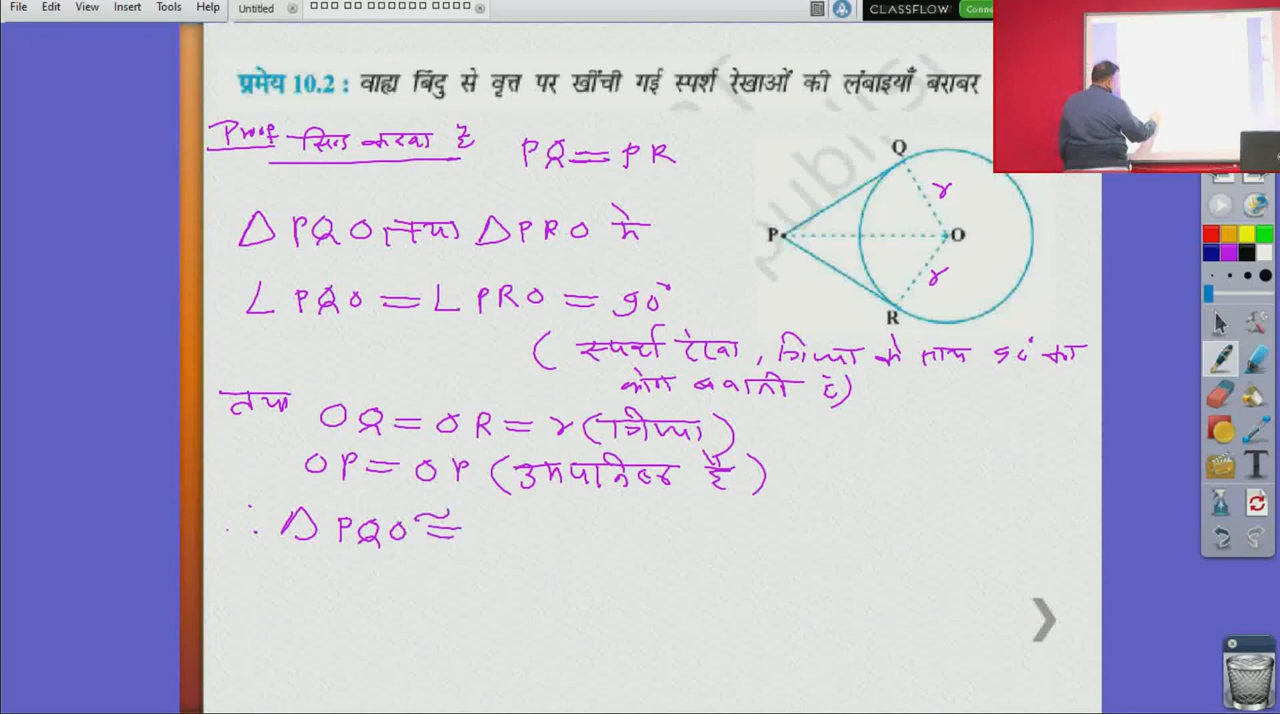 File Edit View Insert Tools Help
Untitled
CLASSFLOW Conne
प्रमेय 10.2 : वाह्य बिंदु से वृत्त पर खींची गई स्पर्श रेखाओं की लंबाइयाँ बराबर
Proof सिद्ध करना है PQ = PR
Q
r
P
O
r
R
Δ PQO तथा Δ PRO में
∠ PQO = ∠ PRO = 90°
( स्पर्श रेखा , त्रिज्या के साथ 90° का
कोण बनाती है)
तथा OQ = OR = r (त्रिज्या)
OP = OP (उभयनिष्ठ है)
∴ Δ PQO ≅